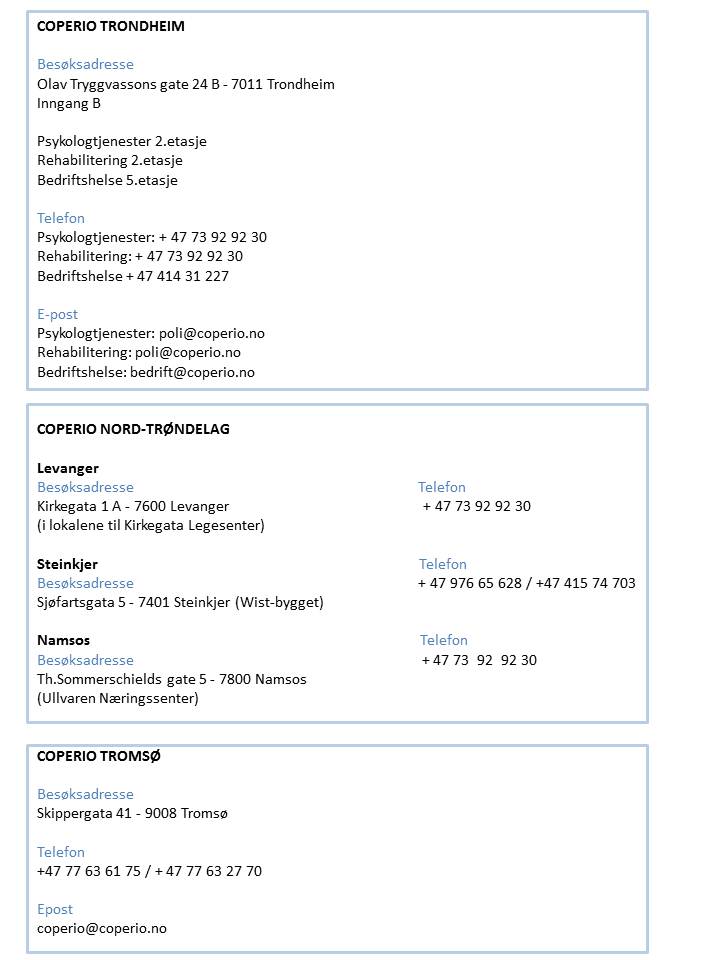 COPERIO TRONDHEIM
Besøksadresse
Olav Tryggvassons gate 24 B - 7011 Trondheim
Inngang B
Psykologtjenester 2.etasje
Rehabilitering 2.etasje
Bedriftshelse 5.etasje
Telefon
Psykologtjenester: + 47 73 92 92 30
Rehabilitering: + 47 73 92 92 30
Bedriftshelse + 47 414 31 227
E-post
Psykologtjenester: poli@coperio.no
Rehabilitering: poli@coperio.no
Bedriftshelse: bedrift@coperio.no
COPERIO NORD-TRØNDELAG
Levanger
Besøksadresse Telefon
Kirkegata 1 A - 7600 Levanger + 47 73 92 92 30
(i lokalene til Kirkegata Legesenter)
Steinkjer Telefon
Besøksadresse + 47 976 65 628 / +47 415 74 703
Sjøfartsgata 5 - 7401 Steinkjer (Wist-bygget)
Namsos Telefon
Besøksadresse + 47 73 92 92 30
Th.Sommerschields gate 5 - 7800 Namsos
(Ullvaren Næringssenter)
COPERIO TROMSØ
Besøksadresse
Skippergata 41 - 9008 Tromsø
Telefon
+47 77 63 61 75 / + 47 77 63 27 70
Epost
coperio@coperio.no